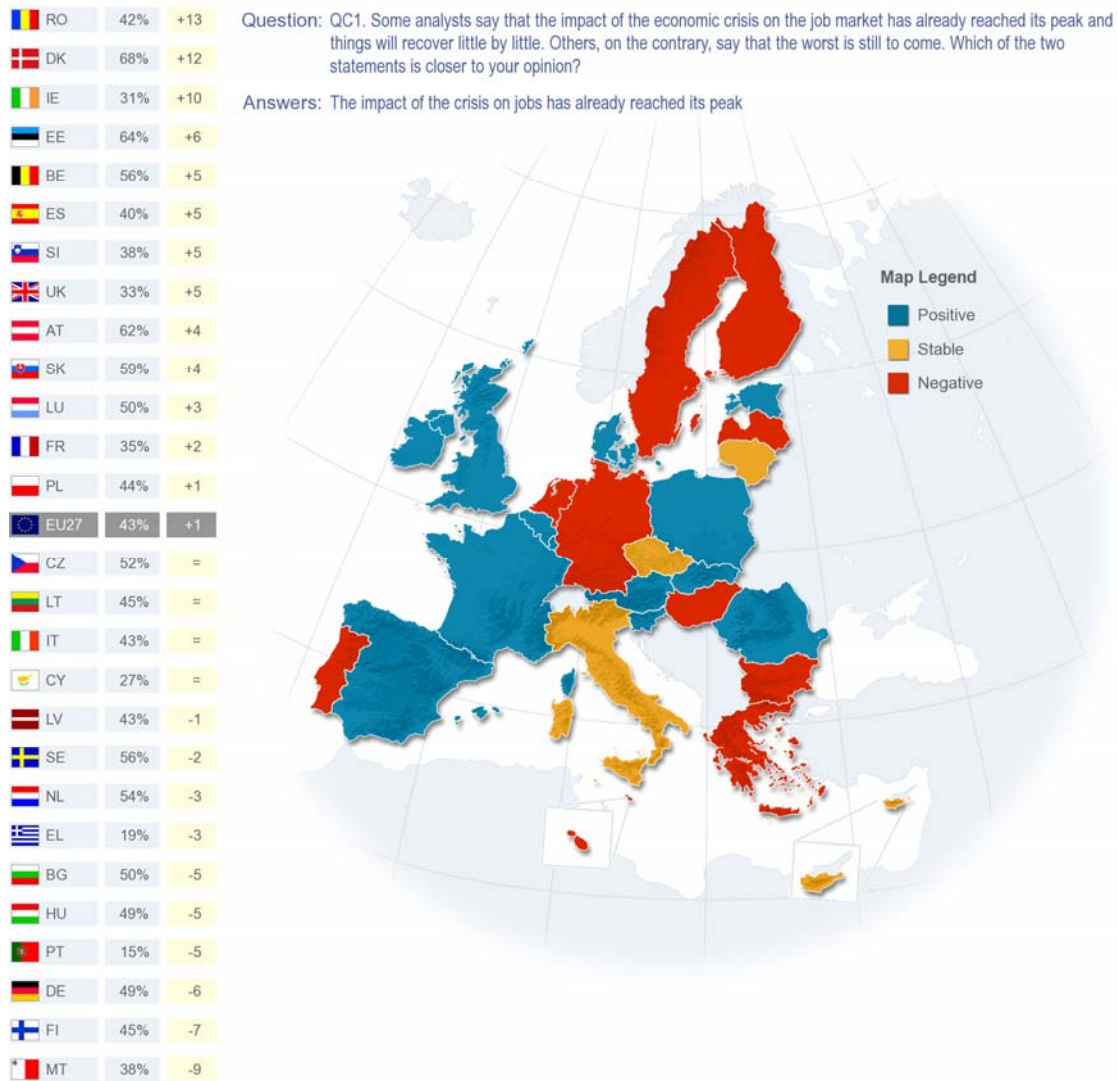 Question: QC1. Some analysts say that the impact of the economic crisis on the job market has already reached its peak and
things will recover little by little. Others, on the contrary, say that the worst is still to come. Which of the two
statements is closer to your opinion?
Answers: The impact of the crisis on jobs has already reached its peak
RO 42% +13
DK 68% +12
IE 31% +10
EE 64% +6
BE 56% +5
ES 40% +5
SI 38% +5
UK 33% +5
AT 62% +4
SK 59% +4
LU 50% +3
FR 35% +2
PL 44% +1
EU27 43% +1
CZ 52% =
LT 45% =
IT 43% =
CY 27% =
LV 43% -1
SE 56% -2
NL 54% -3
EL 19% -3
BG 50% -5
HU 49% -5
PT 15% -5
DE 49% -6
FI 45% -7
MT 38% -9
Map Legend
Positive
Stable
Negative